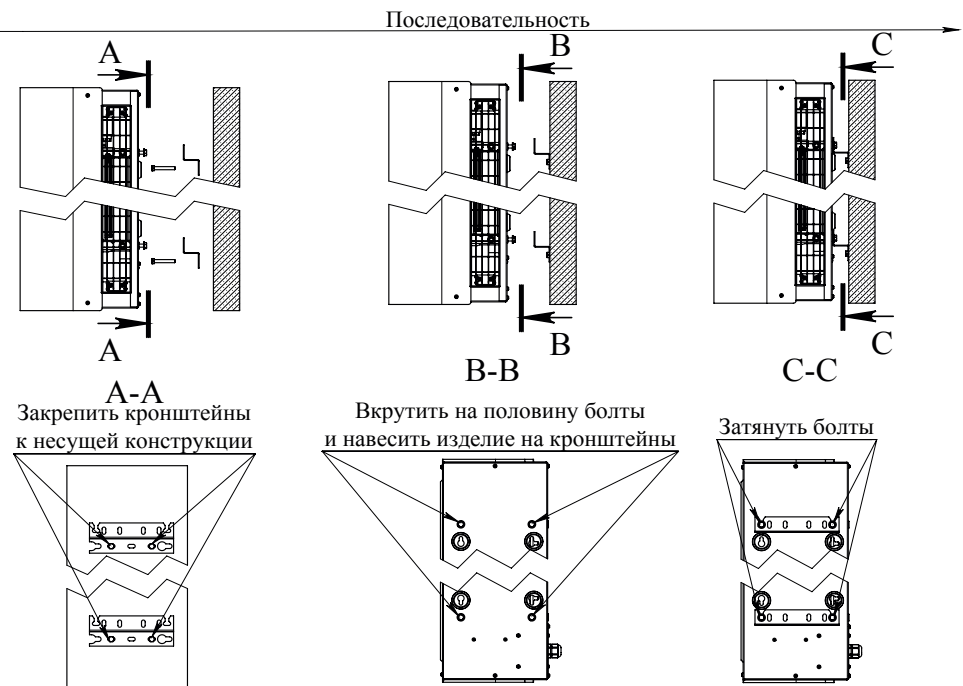 Последовательность
A
B
C
A
B
C
A-A
B-B
C-C
Закрепить кронштейны
к несущей конструкции
Вкрутить на половину болты
и навесить изделие на кронштейны
Затянуть болты